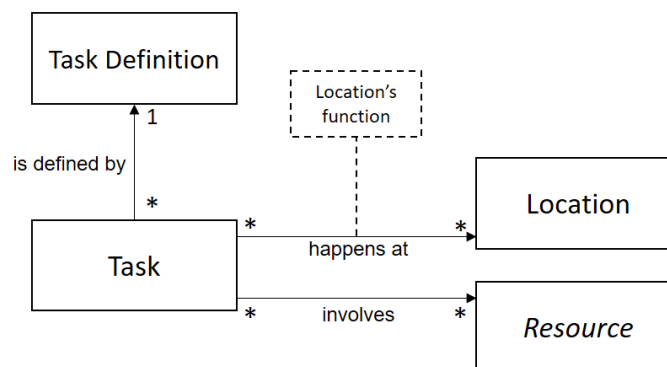 Task Definition
Location's
function
1
is defined by
*
*
*
Location
Task
happens at
*
involves
*
Resource